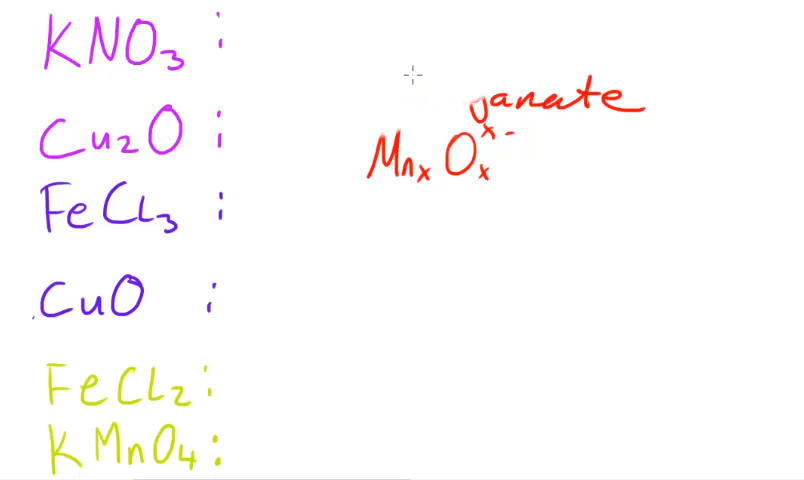 KNO₃ :
Cu₂O :
FeCl₃ :
CuO :
FeCl₂ :
KMnO₄ :
ganate
MnₓOₓˣ⁻